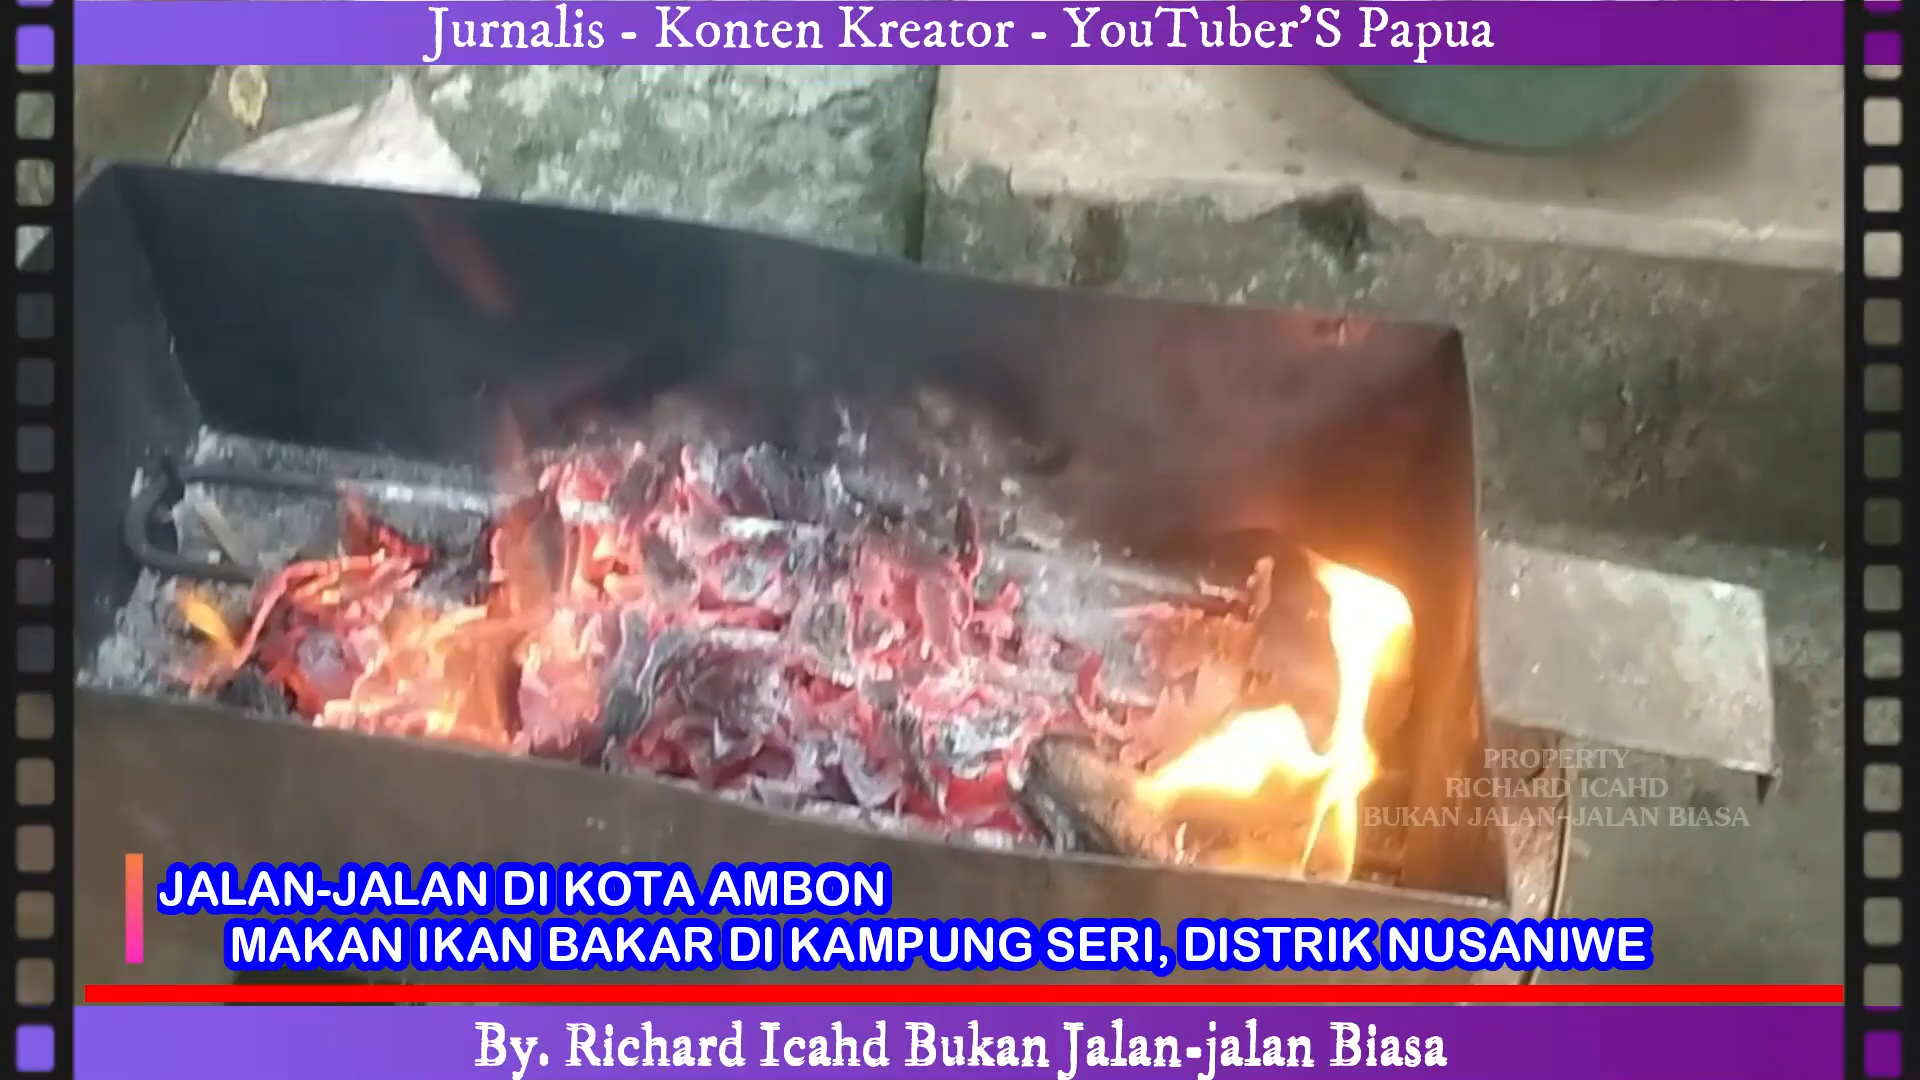 Jurnalis - Konten Kreator - YouTuber'S Papua
PROPERTY
RICHARD ICAHD
BUKAN JALAN-JALAN BIASA
JALAN-JALAN DI KOTA AMBON
MAKAN IKAN BAKAR DI KAMPUNG SERI, DISTRIK NUSANIWE
By. Richard Icahd Bukan Jalan-jalan Biasa